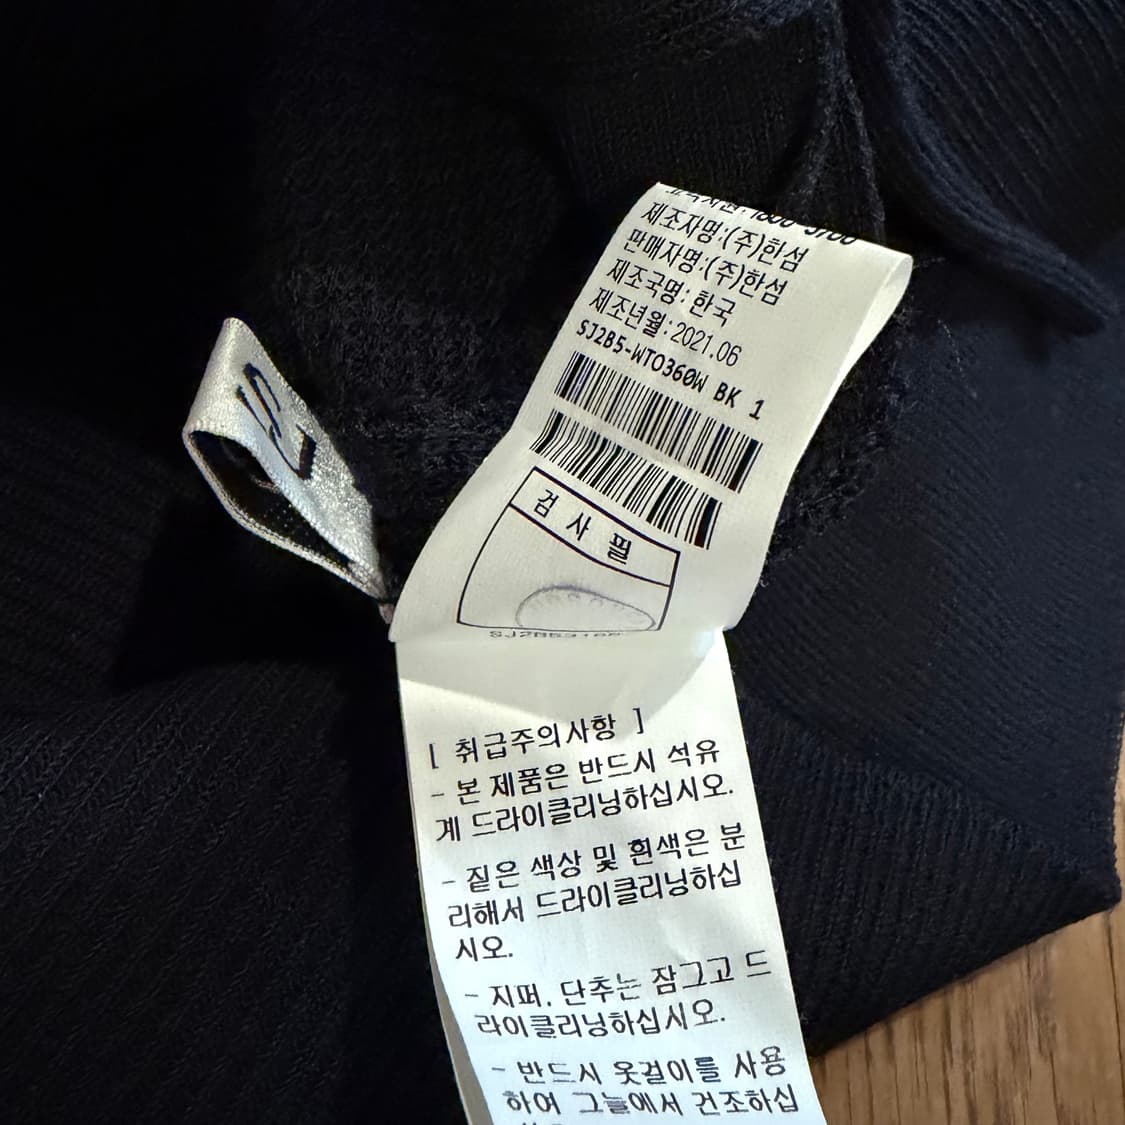 제조자명:(주)한섬
판매자명:(주)한섬
제조국명: 한국
제조년월: 2021.06
SJ2B5-WTO360W BK 1
검 사 필
[ 취급주의사항 ]
- 본 제품은 반드시 석유
계 드라이클리닝하십시오.
- 짙은 색상 및 흰색은 분
리해서 드라이클리닝하십
시오.
- 지퍼. 단추는 잠그고 드
라이클리닝하십시오.
- 반드시 옷걸이를 사용
하여 그늘에서 건조하십